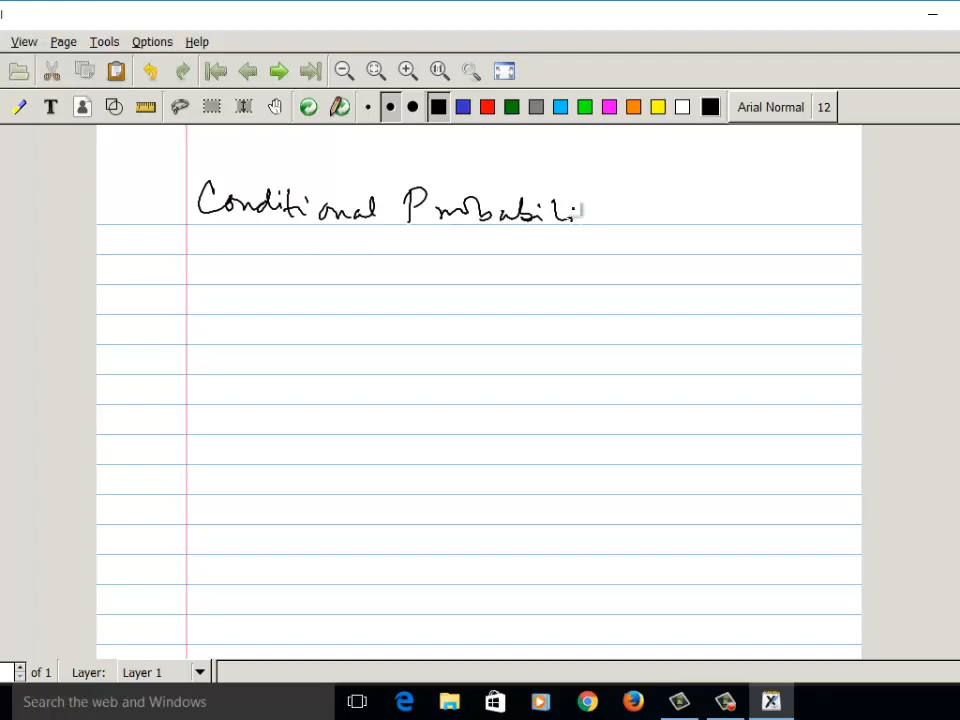 l
View Page Tools Options Help
T Arial Normal 12
Conditional Probabili
of 1 Layer: Layer 1
Search the web and Windows